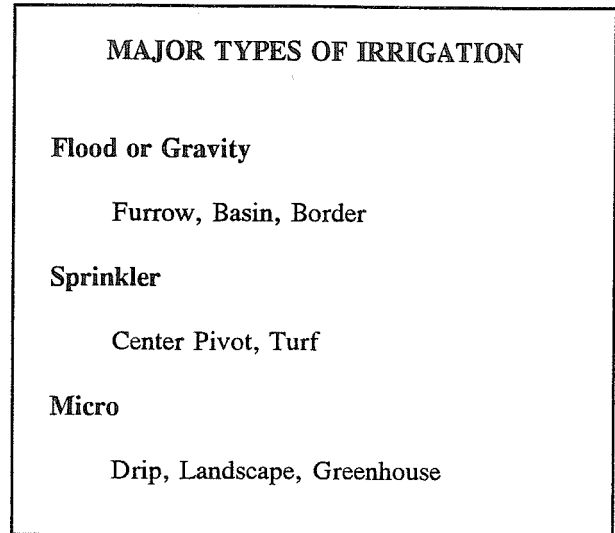 MAJOR TYPES OF IRRIGATION
Flood or Gravity
Furrow, Basin, Border
Sprinkler
Center Pivot, Turf
Micro
Drip, Landscape, Greenhouse